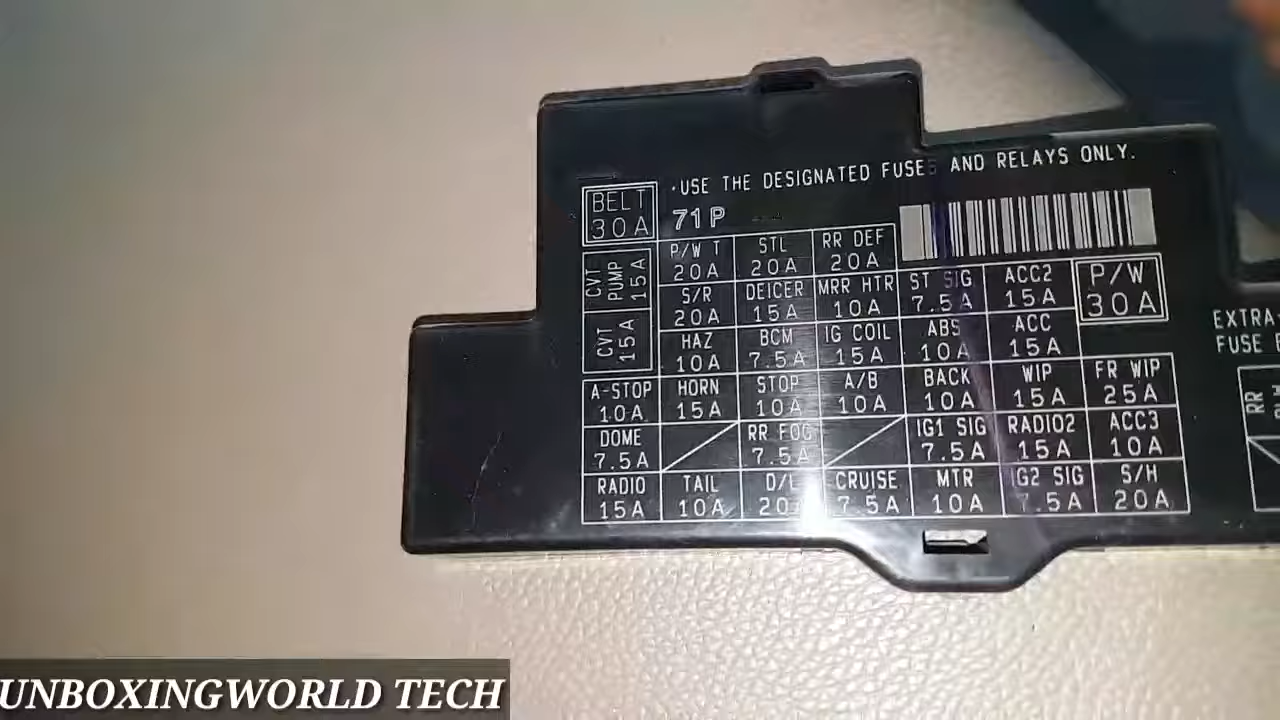 ·USE THE DESIGNATED FUSES AND RELAYS ONLY.
BELT
30A
71P
CVT
PUMP
15A
CVT
15A
P/W T
20A
STL
20A
RR DEF
20A
S/R
20A
DEICER
15A
MRR HTR
10A
ST SIG
7.5A
ACC2
15A
P/W
30A
HAZ
10A
BCM
7.5A
IG COIL
15A
ABS
10A
ACC
15A
A-STOP
10A
HORN
15A
STOP
10A
A/B
10A
BACK
10A
WIP
15A
FR WIP
25A
DOME
7.5A
RR FOG
7.5A
IG1 SIG
7.5A
RADIO2
15A
ACC3
10A
RADIO
15A
TAIL
10A
D/L
20A
CRUISE
7.5A
MTR
10A
IG2 SIG
7.5A
S/H
20A
EXTRA
FUSE
RR
UNBOXINGWORLD TECH